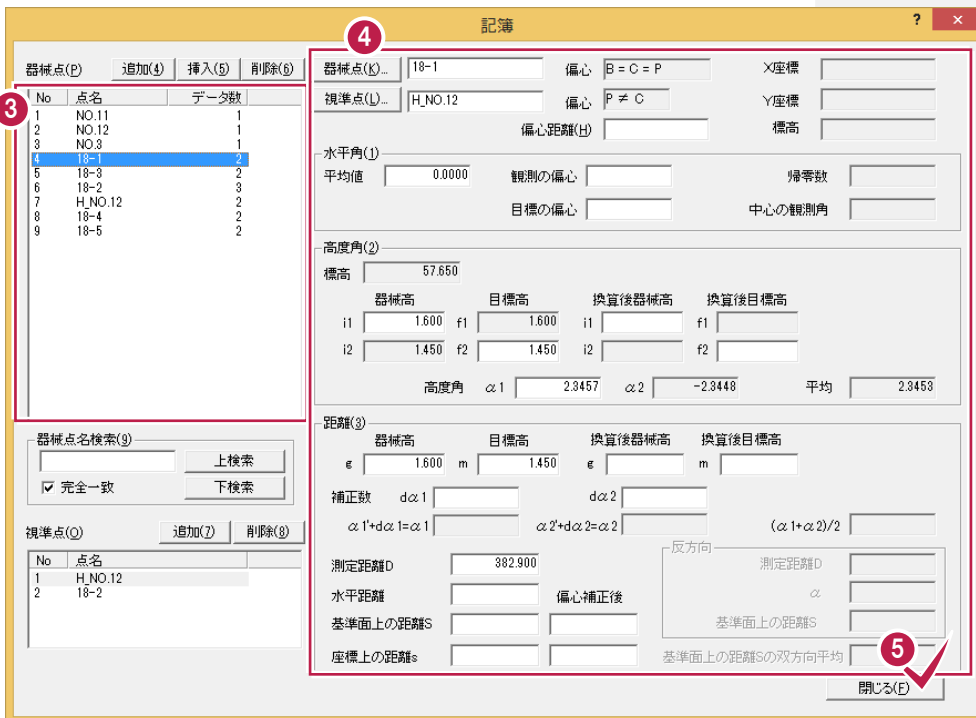 記簿
?
×
4
器械点(P) 追加(4) 挿入(5) 削除(6)
3
No 点名 データ数
1 NO.11 1
2 NO.12 1
3 NO.3 1
4 18-1 2
5 18-3 2
6 18-2 3
7 H_NO.12 2
8 18-4 2
9 18-5 2
器械点名検索(9)
上検索
完全一致 下検索
視準点(O) 追加(7) 削除(8)
No 点名
1 H_NO.12
2 18-2
器械点(K)... 18-1 偏心 B = C = P X座標
視準点(L)... H_NO.12 偏心 P ≠ C Y座標
偏心距離(H) 標高
水平角(1)
平均値 0.0000 観測の偏心 帰零数
目標の偏心 中心の観測角
高度角(2)
標高 57.650
器械高 目標高 換算後器械高 換算後目標高
i1 1.600 f1 1.600 i1 f1
i2 1.450 f2 1.450 i2 f2
高度角 α1 2.3457 α2 -2.3448 平均 2.3453
距離(3)
器械高 目標高 換算後器械高 換算後目標高
g 1.600 m 1.450 g m
補正数 dα1 dα2
α1'+dα1=α1 α2'+dα2=α2 (α1+α2)/2
反方向
測定距離D 382.900 測定距離D
水平距離 偏心補正後 α
基準面上の距離S 基準面上の距離S
座標上の距離s 基準面上の距離Sの双方向平均
5
閉じる(F)